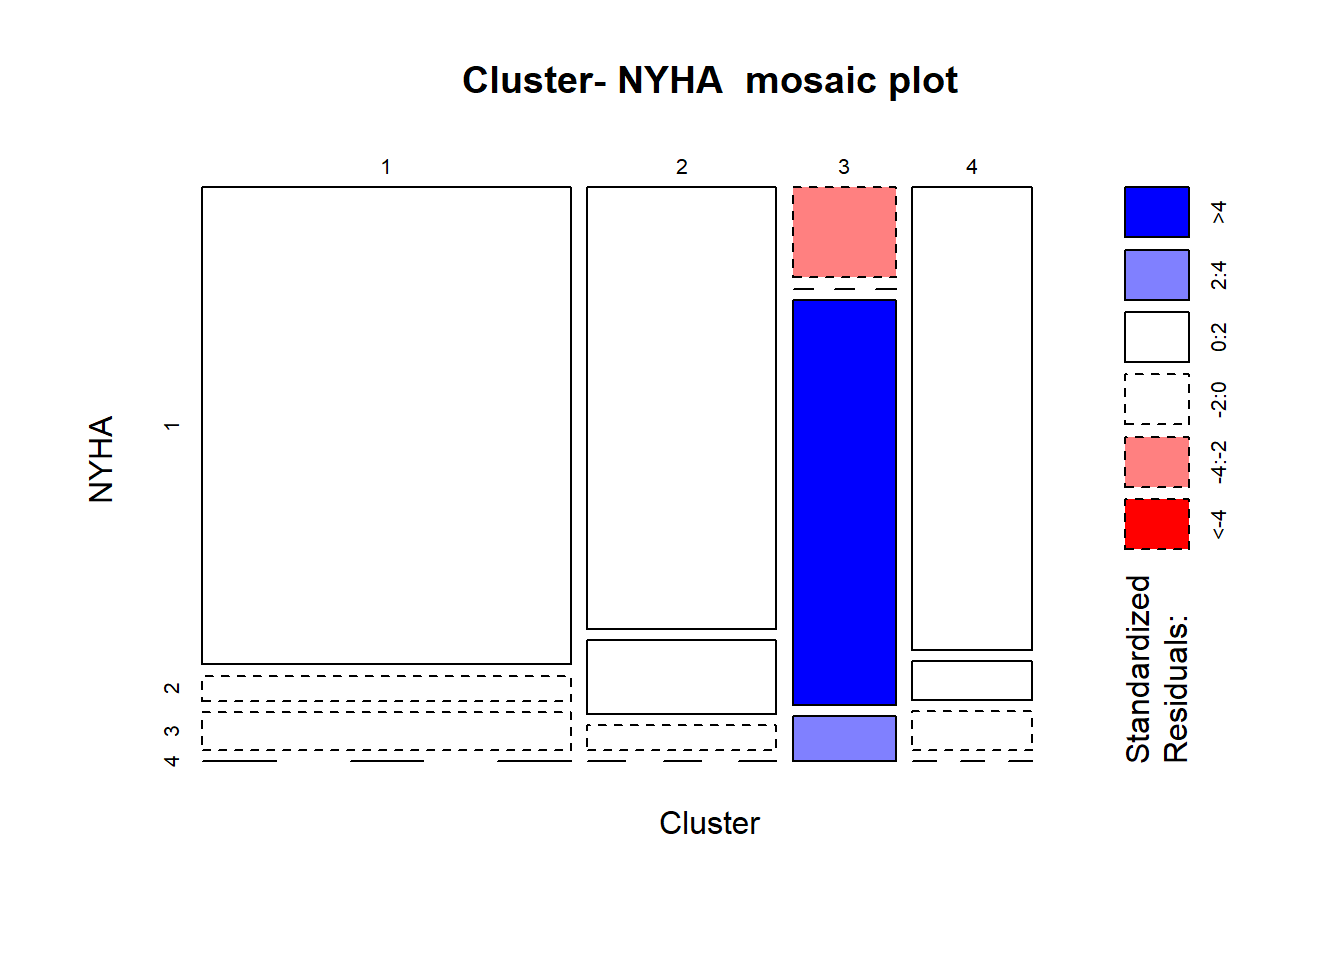 Cluster- NYHA  mosaic plot
1 2 3 4
NYHA
1
2
3
4
Cluster
>4
2:4
0:2
-2:0
-4:-2
<-4
Standardized
Residuals: